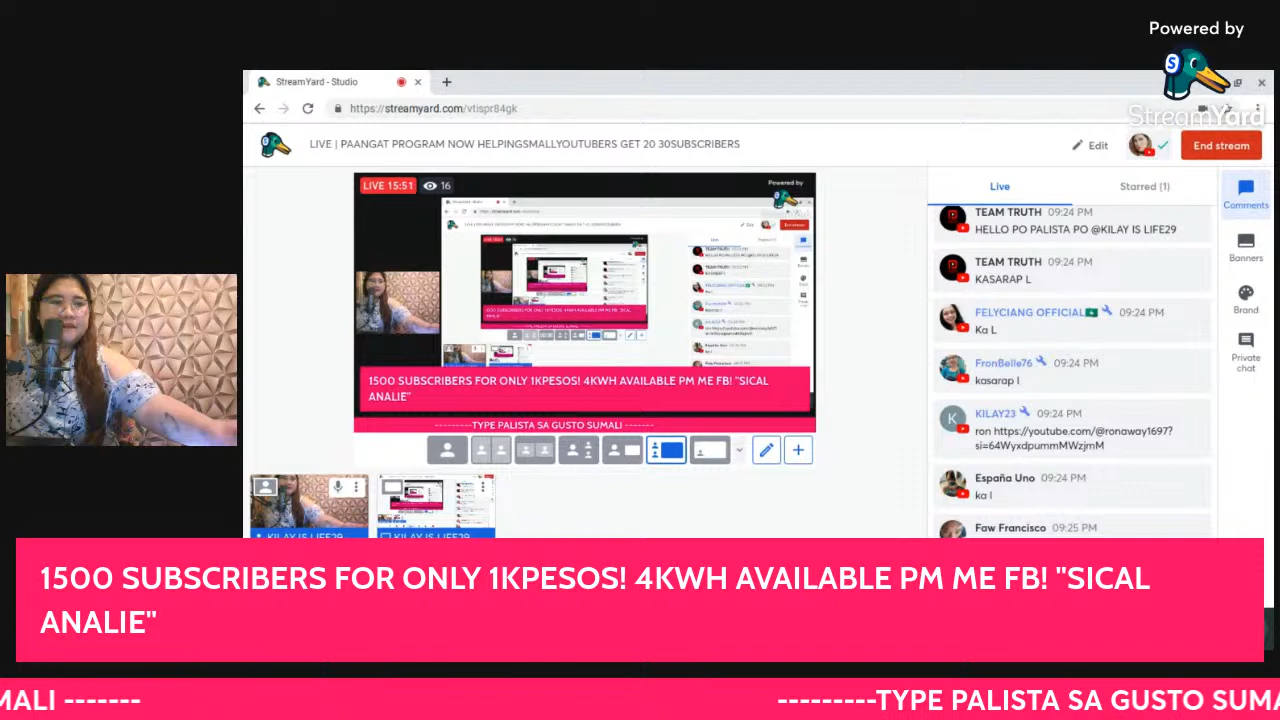 Powered by
StreamYard
StreamYard - Studio
https://streamyard.com/vtispr84gk
LIVE | PAANGAT PROGRAM NOW HELPINGSMALLYOUTUBERS GET 20 30SUBSCRIBERS
Edit
End stream
LIVE 15:51
16
Powered by
1500 SUBSCRIBERS FOR ONLY 1KPESOS! 4KWH AVAILABLE PM ME FB! "SICAL
ANALIE"
---------TYPE PALISTA SA GUSTO SUMALI -------
KILAY IS LIFE29
KILAY IS LIFE29
Live
Starred (1)
TEAM TRUTH 09:24 PM
HELLO PO PALISTA PO @KILAY IS LIFE29
TEAM TRUTH 09:24 PM
KASARAP L
FELYCIANG OFFICIAL 09:24 PM
Ka L
FronBelle76 09:24 PM
kasarap l
K
KILAY23 09:24 PM
ron https://youtube.com/@ronaway1697?
si=64WyxdpummMWzjmM
España Uno 09:24 PM
ka l
Faw Francisco 09:25 PM
Comments
Banners
Brand
Private
chat
1500 SUBSCRIBERS FOR ONLY 1KPESOS! 4KWH AVAILABLE PM ME FB! "SICAL
ANALIE"
MALI ------- ---------TYPE PALISTA SA GUSTO SUMA